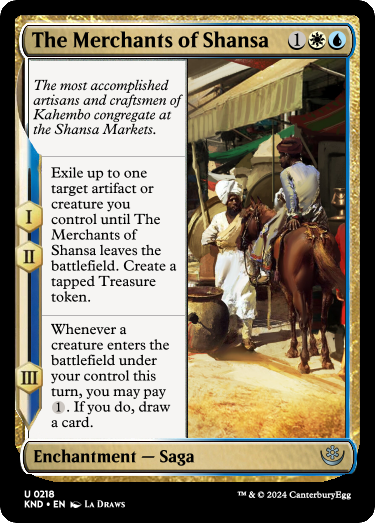 The Merchants of Shansa 1
The most accomplished
artisans and craftsmen of
Kahembo congregate at
the Shansa Markets.
I
II
Exile up to one
target artifact or
creature you
control until The
Merchants of
Shansa leaves the
battlefield. Create a
tapped Treasure
token.
III
Whenever a
creature enters the
battlefield under
your control this
turn, you may pay
1. If you do, draw
a card.
Enchantment — Saga
U 0218
KND • EN LA DRAWS
™ & © 2024 CanterburyEgg